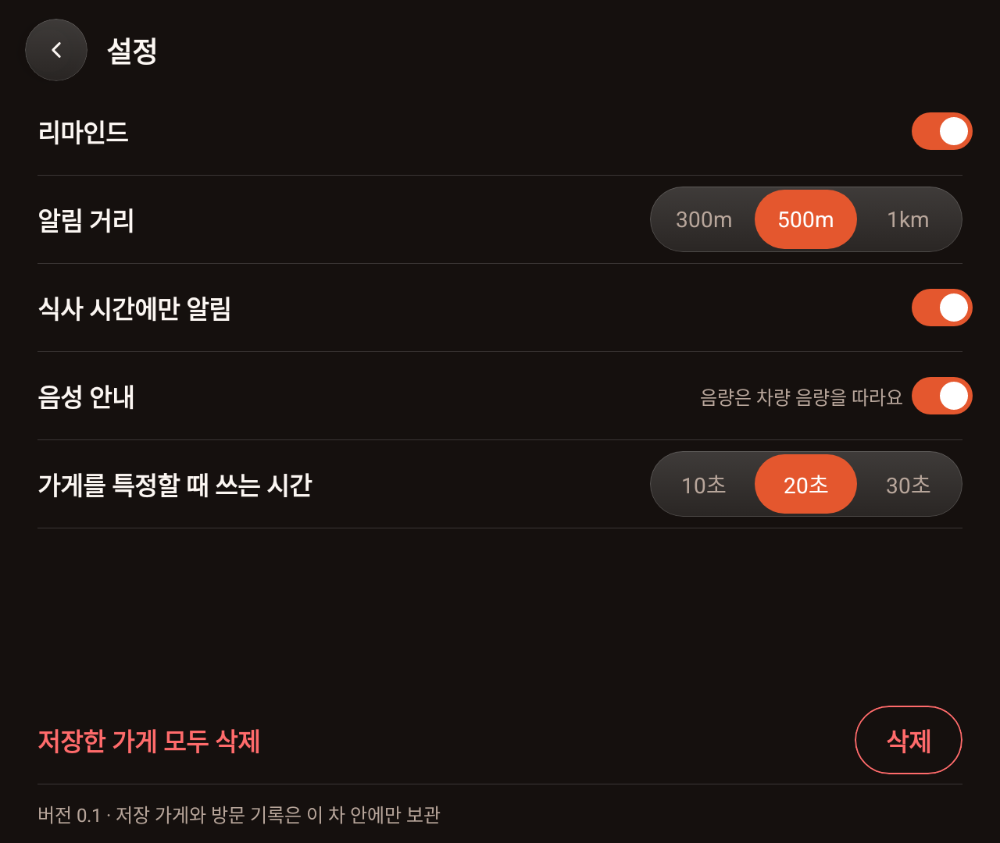 설정
리마인드
알림 거리 300m 500m 1km
식사 시간에만 알림
음성 안내 음량은 차량 음량을 따라요
가게를 특정할 때 쓰는 시간 10초 20초 30초
저장한 가게 모두 삭제 삭제
버전 0.1 · 저장 가게와 방문 기록은 이 차 안에만 보관